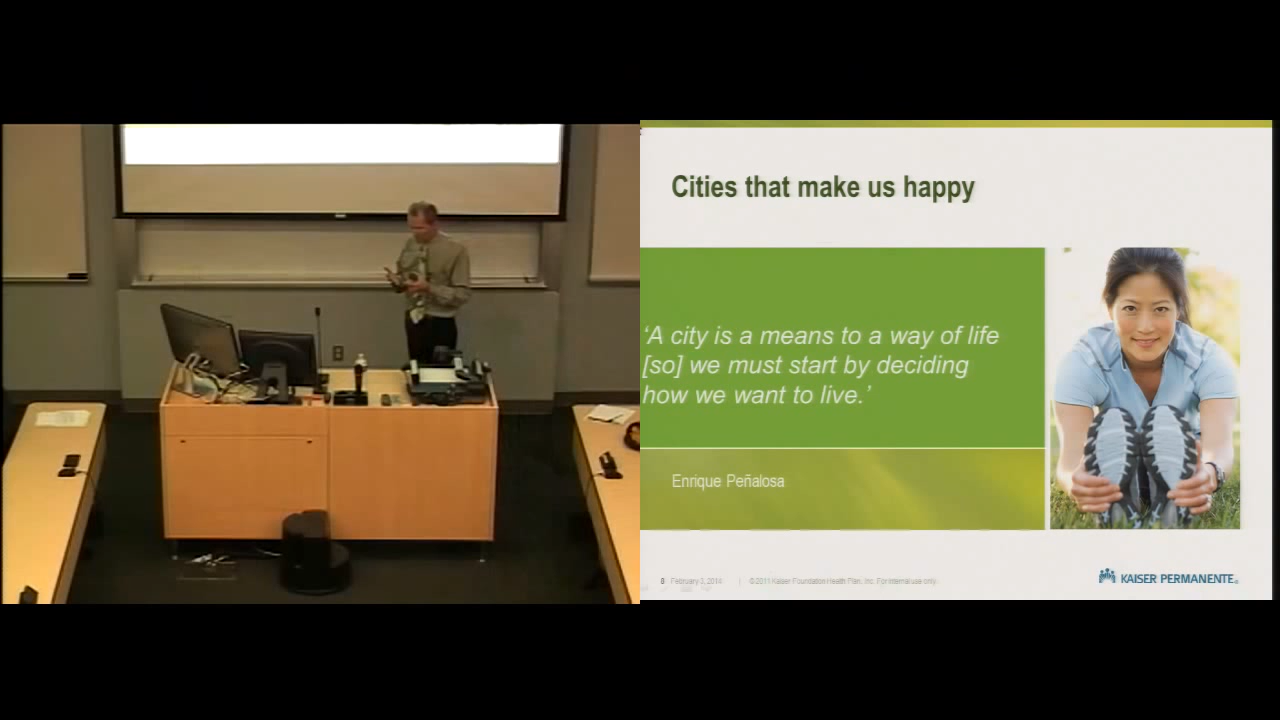 Cities that make us happy
‘A city is a means to a way of life
[so] we must start by deciding
how we want to live.’
Enrique Peñalosa
February 3, 2014 | ©2011 Kaiser Foundation Health Plan, Inc. For internal use only.
KAISER PERMANENTE